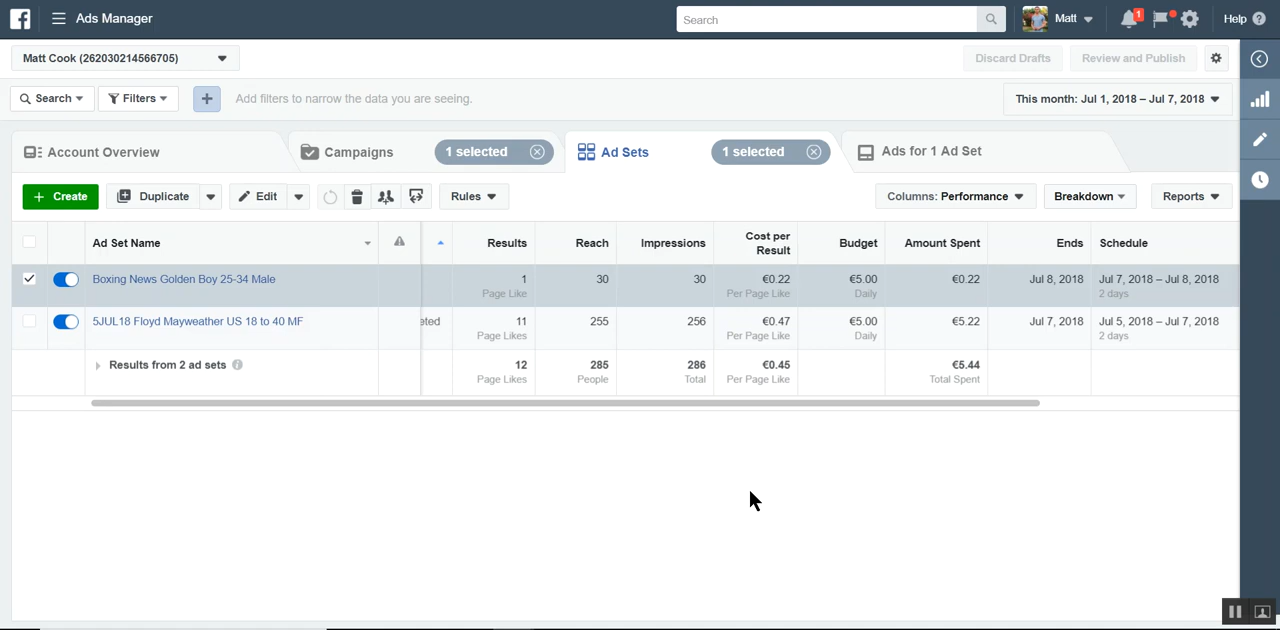 Ads Manager
Search
Matt
1
Help
Matt Cook (262030214566705)
Discard Drafts
Review and Publish
Search
Filters
Add filters to narrow the data you are seeing.
This month: Jul 1, 2018 – Jul 7, 2018
Account Overview
Campaigns
1 selected
Ad Sets
1 selected
Ads for 1 Ad Set
+ Create
Duplicate
Edit
Rules
Columns: Performance
Breakdown
Reports
Ad Set Name
Results
Reach
Impressions
Cost per
Result
Budget
Amount Spent
Ends
Schedule
Boxing News Golden Boy 25-34 Male
1
Page Like
30
30
€0.22
Per Page Like
€5.00
Daily
€0.22
Jul 8, 2018
Jul 7, 2018 – Jul 8, 2018
2 days
5JUL18 Floyd Mayweather US 18 to 40 MF
eted
11
Page Likes
255
256
€0.47
Per Page Like
€5.00
Daily
€5.22
Jul 7, 2018
Jul 5, 2018 – Jul 7, 2018
2 days
Results from 2 ad sets
12
Page Likes
285
People
286
Total
€0.45
Per Page Like
€5.44
Total Spent